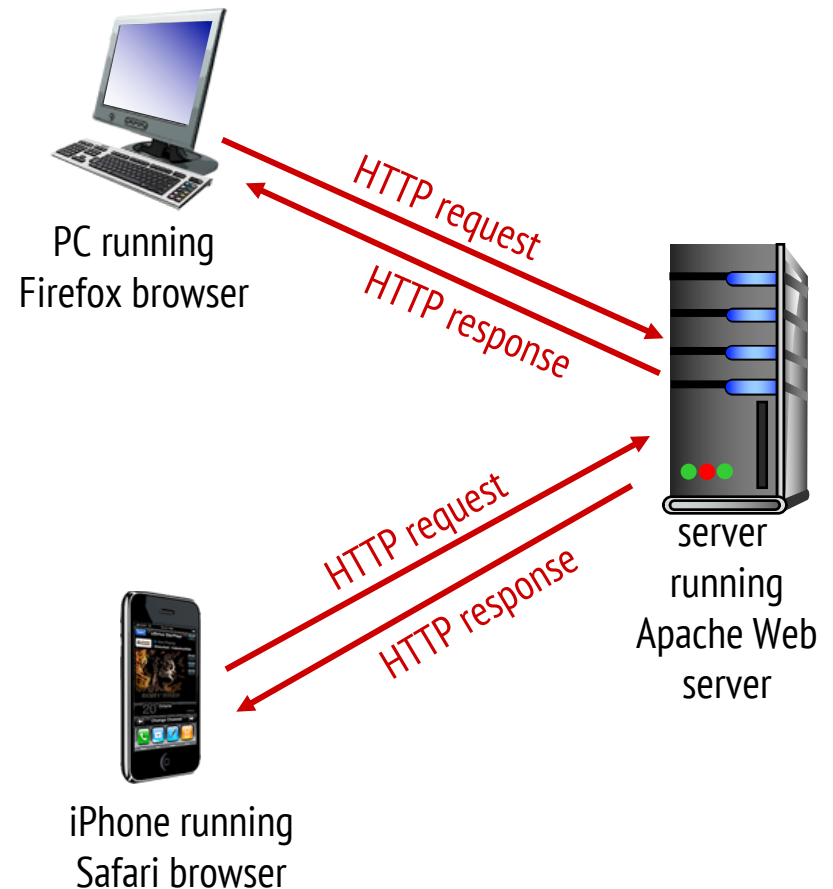 HTTP request
HTTP response
PC running
Firefox browser
HTTP request
HTTP response
server
running
Apache Web
server
iPhone running
Safari browser